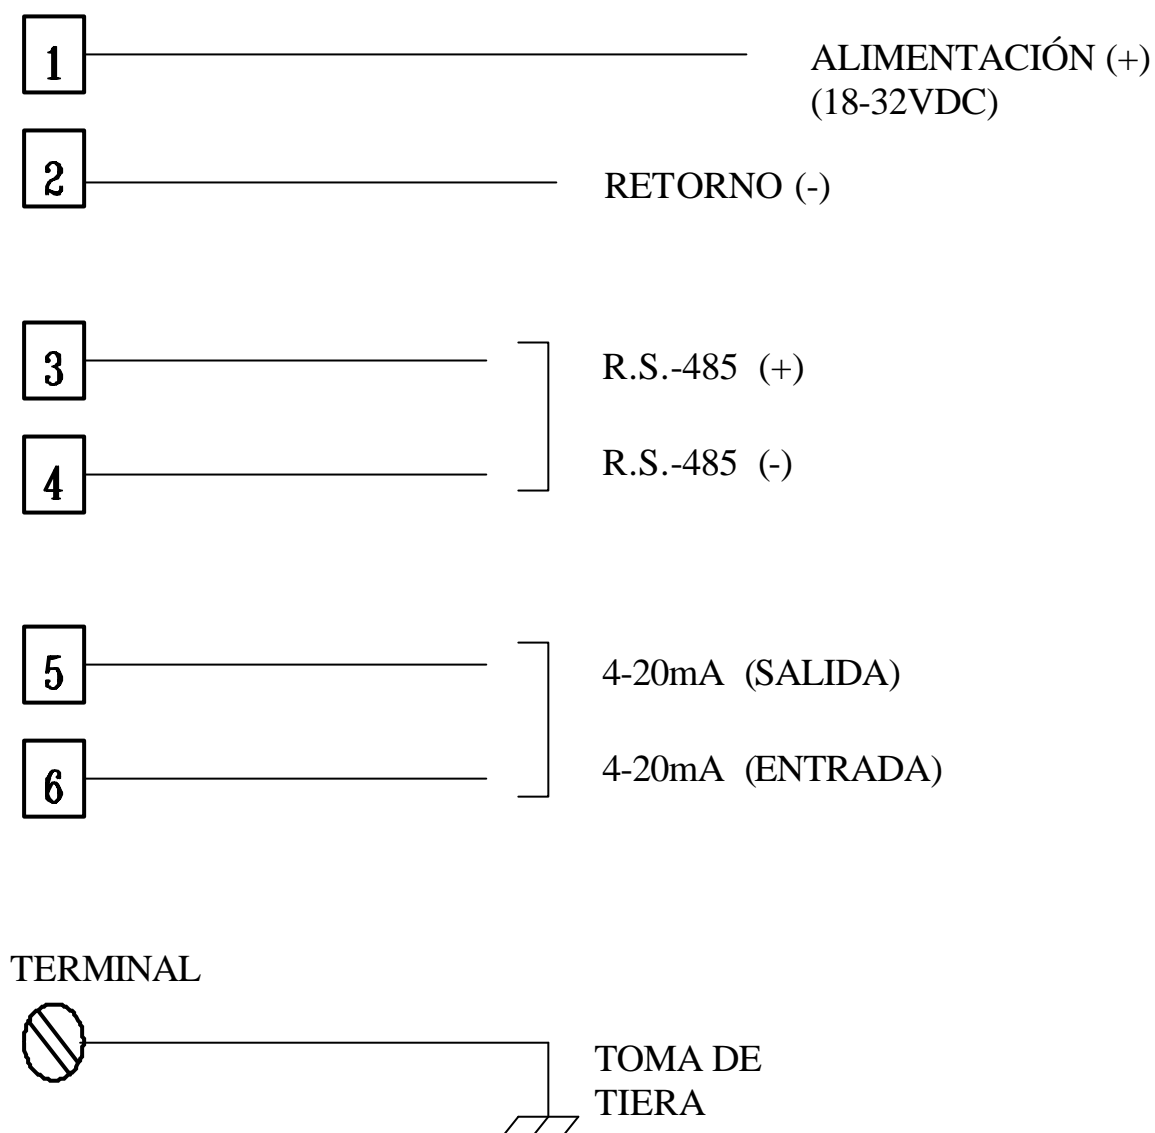 1 ALIMENTACIÓN (+)
(18-32VDC)
2 RETORNO (-)
3 R.S.-485 (+)
4 R.S.-485 (-)
5 4-20mA (SALIDA)
6 4-20mA (ENTRADA)
TERMINAL
TOMA DE
TIERA